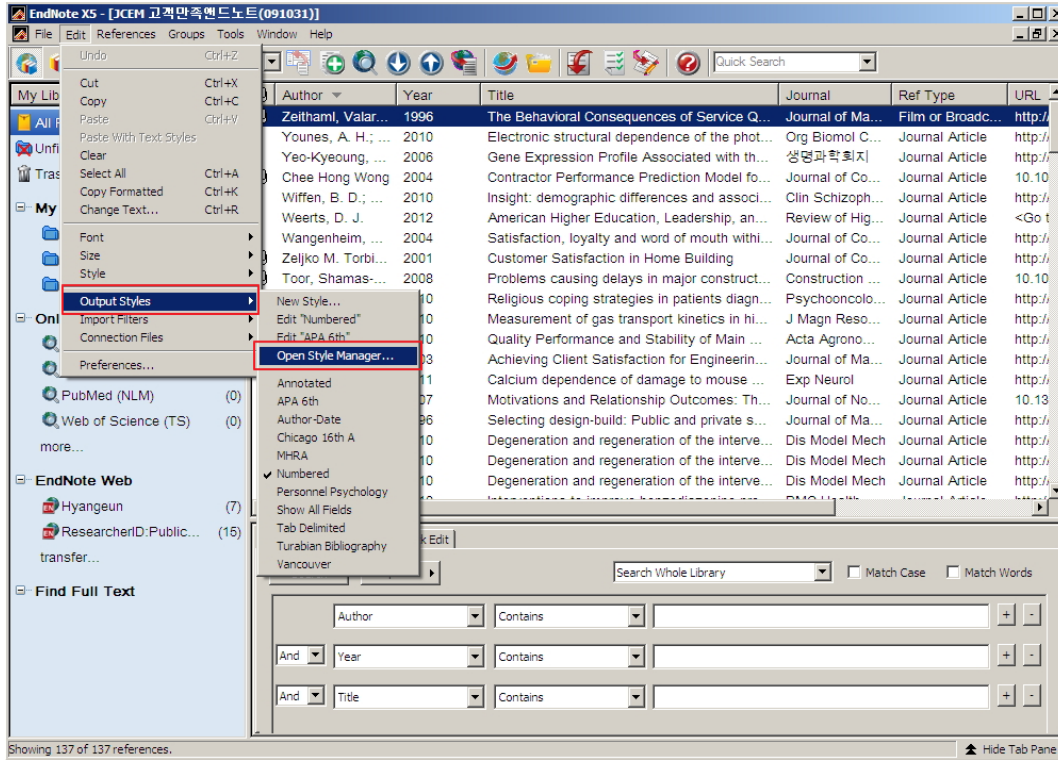 EndNote X5 - [JCEM 고객만족앤드노트(091031)]
File Edit References Groups Tools Window Help
Quick Search
Undo Ctrl+Z
Cut Ctrl+X
Copy Ctrl+C
Paste Ctrl+V
Paste With Text Styles
Clear
Select All Ctrl+A
Copy Formatted Ctrl+K
Change Text... Ctrl+R
Font
Size
Style
Output Styles
Import Filters
Connection Files
Preferences...
New Style...
Edit "Numbered"
Edit "APA 6th"
Open Style Manager...
Annotated
APA 6th
Author-Date
Chicago 16th A
MHRA
Numbered
Personnel Psychology
Show All Fields
Tab Delimited
Turabian Bibliography
Vancouver
My Lib
All
Unfi
Tras
My
Onl
PubMed (NLM) (0)
Web of Science (TS) (0)
more...
EndNote Web
Hyangeun (7)
ResearcherID:Public... (15)
transfer...
Find Full Text
Author Year Title Journal Ref Type URL
Zeithaml, Valar... 1996 The Behavioral Consequences of Service Q... Journal of Ma... Film or Broadc... http:/
Younes, A. H.; ... 2010 Electronic structural dependence of the phot... Org Biomol C... Journal Article http:/
Yeo-Kyeoung, ... 2006 Gene Expression Profile Associated with th... 생명과학회지 Journal Article http:/
Chee Hong Wong 2004 Contractor Performance Prediction Model fo... Journal of Co... Journal Article 10.10
Wiffen, B. D.; ... 2010 Insight: demographic differences and associ... Clin Schizoph... Journal Article http:/
Weerts, D. J. 2012 American Higher Education, Leadership, an... Review of Hig... Journal Article <Go t
Wangenheim, ... 2004 Satisfaction, loyalty and word of mouth withi... Journal of Co... Journal Article http:/
Zeljko M. Torbi... 2001 Customer Satisfaction in Home Building Journal of Co... Journal Article http:/
Toor, Shamas-... 2008 Problems causing delays in major construct... Construction ... Journal Article 10.10
10 Religious coping strategies in patients diagn... Psychooncolo... Journal Article http:/
10 Measurement of gas transport kinetics in hi... J Magn Reso... Journal Article http:/
10 Quality Performance and Stability of Main ... Acta Agrono... Journal Article http:/
03 Achieving Client Satisfaction for Engineerin... Journal of Ma... Journal Article http:/
11 Calcium dependence of damage to mouse ... Exp Neurol Journal Article http:/
07 Motivations and Relationship Outcomes: Th... Journal of No... Journal Article 10.13
96 Selecting design-build: Public and private s... Journal of Ma... Journal Article http:/
10 Degeneration and regeneration of the interve... Dis Model Mech Journal Article http:/
10 Degeneration and regeneration of the interve... Dis Model Mech Journal Article http:/
10 Degeneration and regeneration of the interve... Dis Model Mech Journal Article http:/
k Edit
Search Whole Library Match Case Match Words
Author Contains + -
And Year Contains + -
And Title Contains + -
Showing 137 of 137 references. Hide Tab Pane